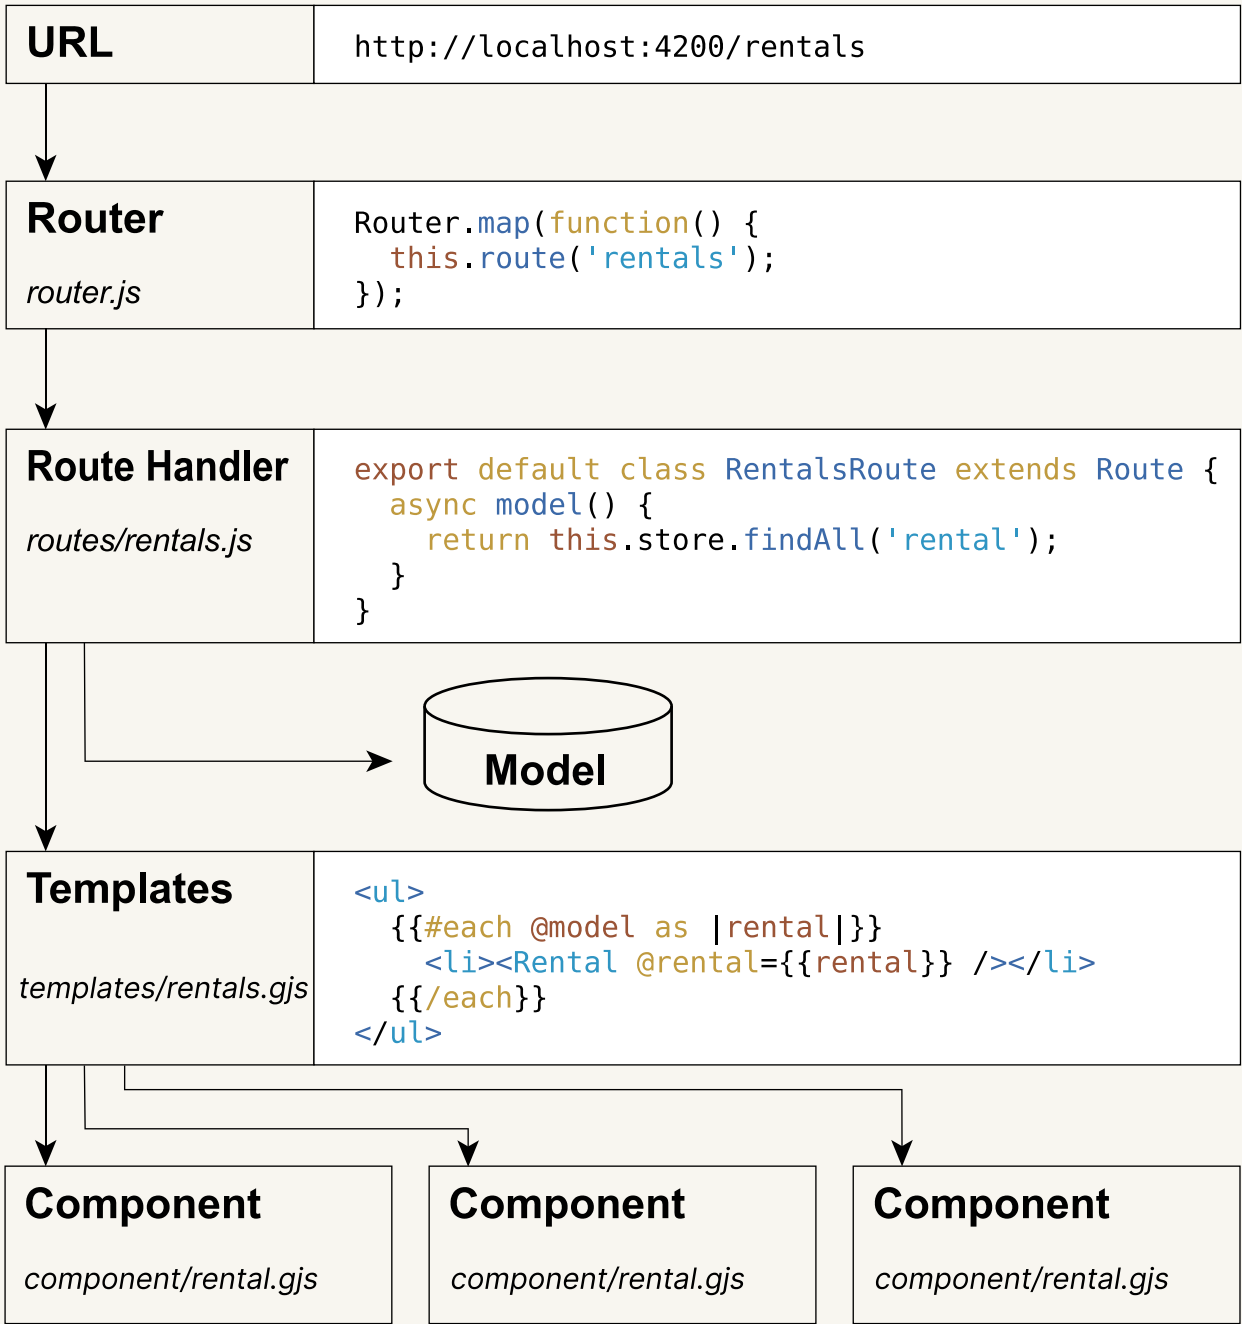 URL
http://localhost:4200/rentals
Router
router.js
Router.map(function() {
  this.route('rentals');
});
Route Handler
routes/rentals.js
export default class RentalsRoute extends Route {
  async model() {
    return this.store.findAll('rental');
  }
}
Model
Templates
templates/rentals.gjs
<ul>
  {{#each @model as |rental|}}
    <li><Rental @rental={{rental}} /></li>
  {{/each}}
</ul>
Component
component/rental.gjs
Component
component/rental.gjs
Component
component/rental.gjs